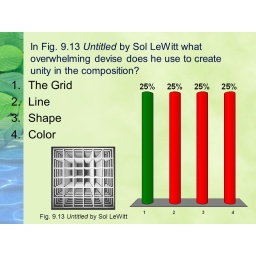 In Fig. 9.13 Untitled by Sol LeWitt what
overwhelming devise does he use to create
unity in the composition?
1. The Grid
2. Line
3. Shape
4. Color
25% 25% 25% 25%
1 2 3 4
Fig. 9.13 Untitled by Sol LeWitt